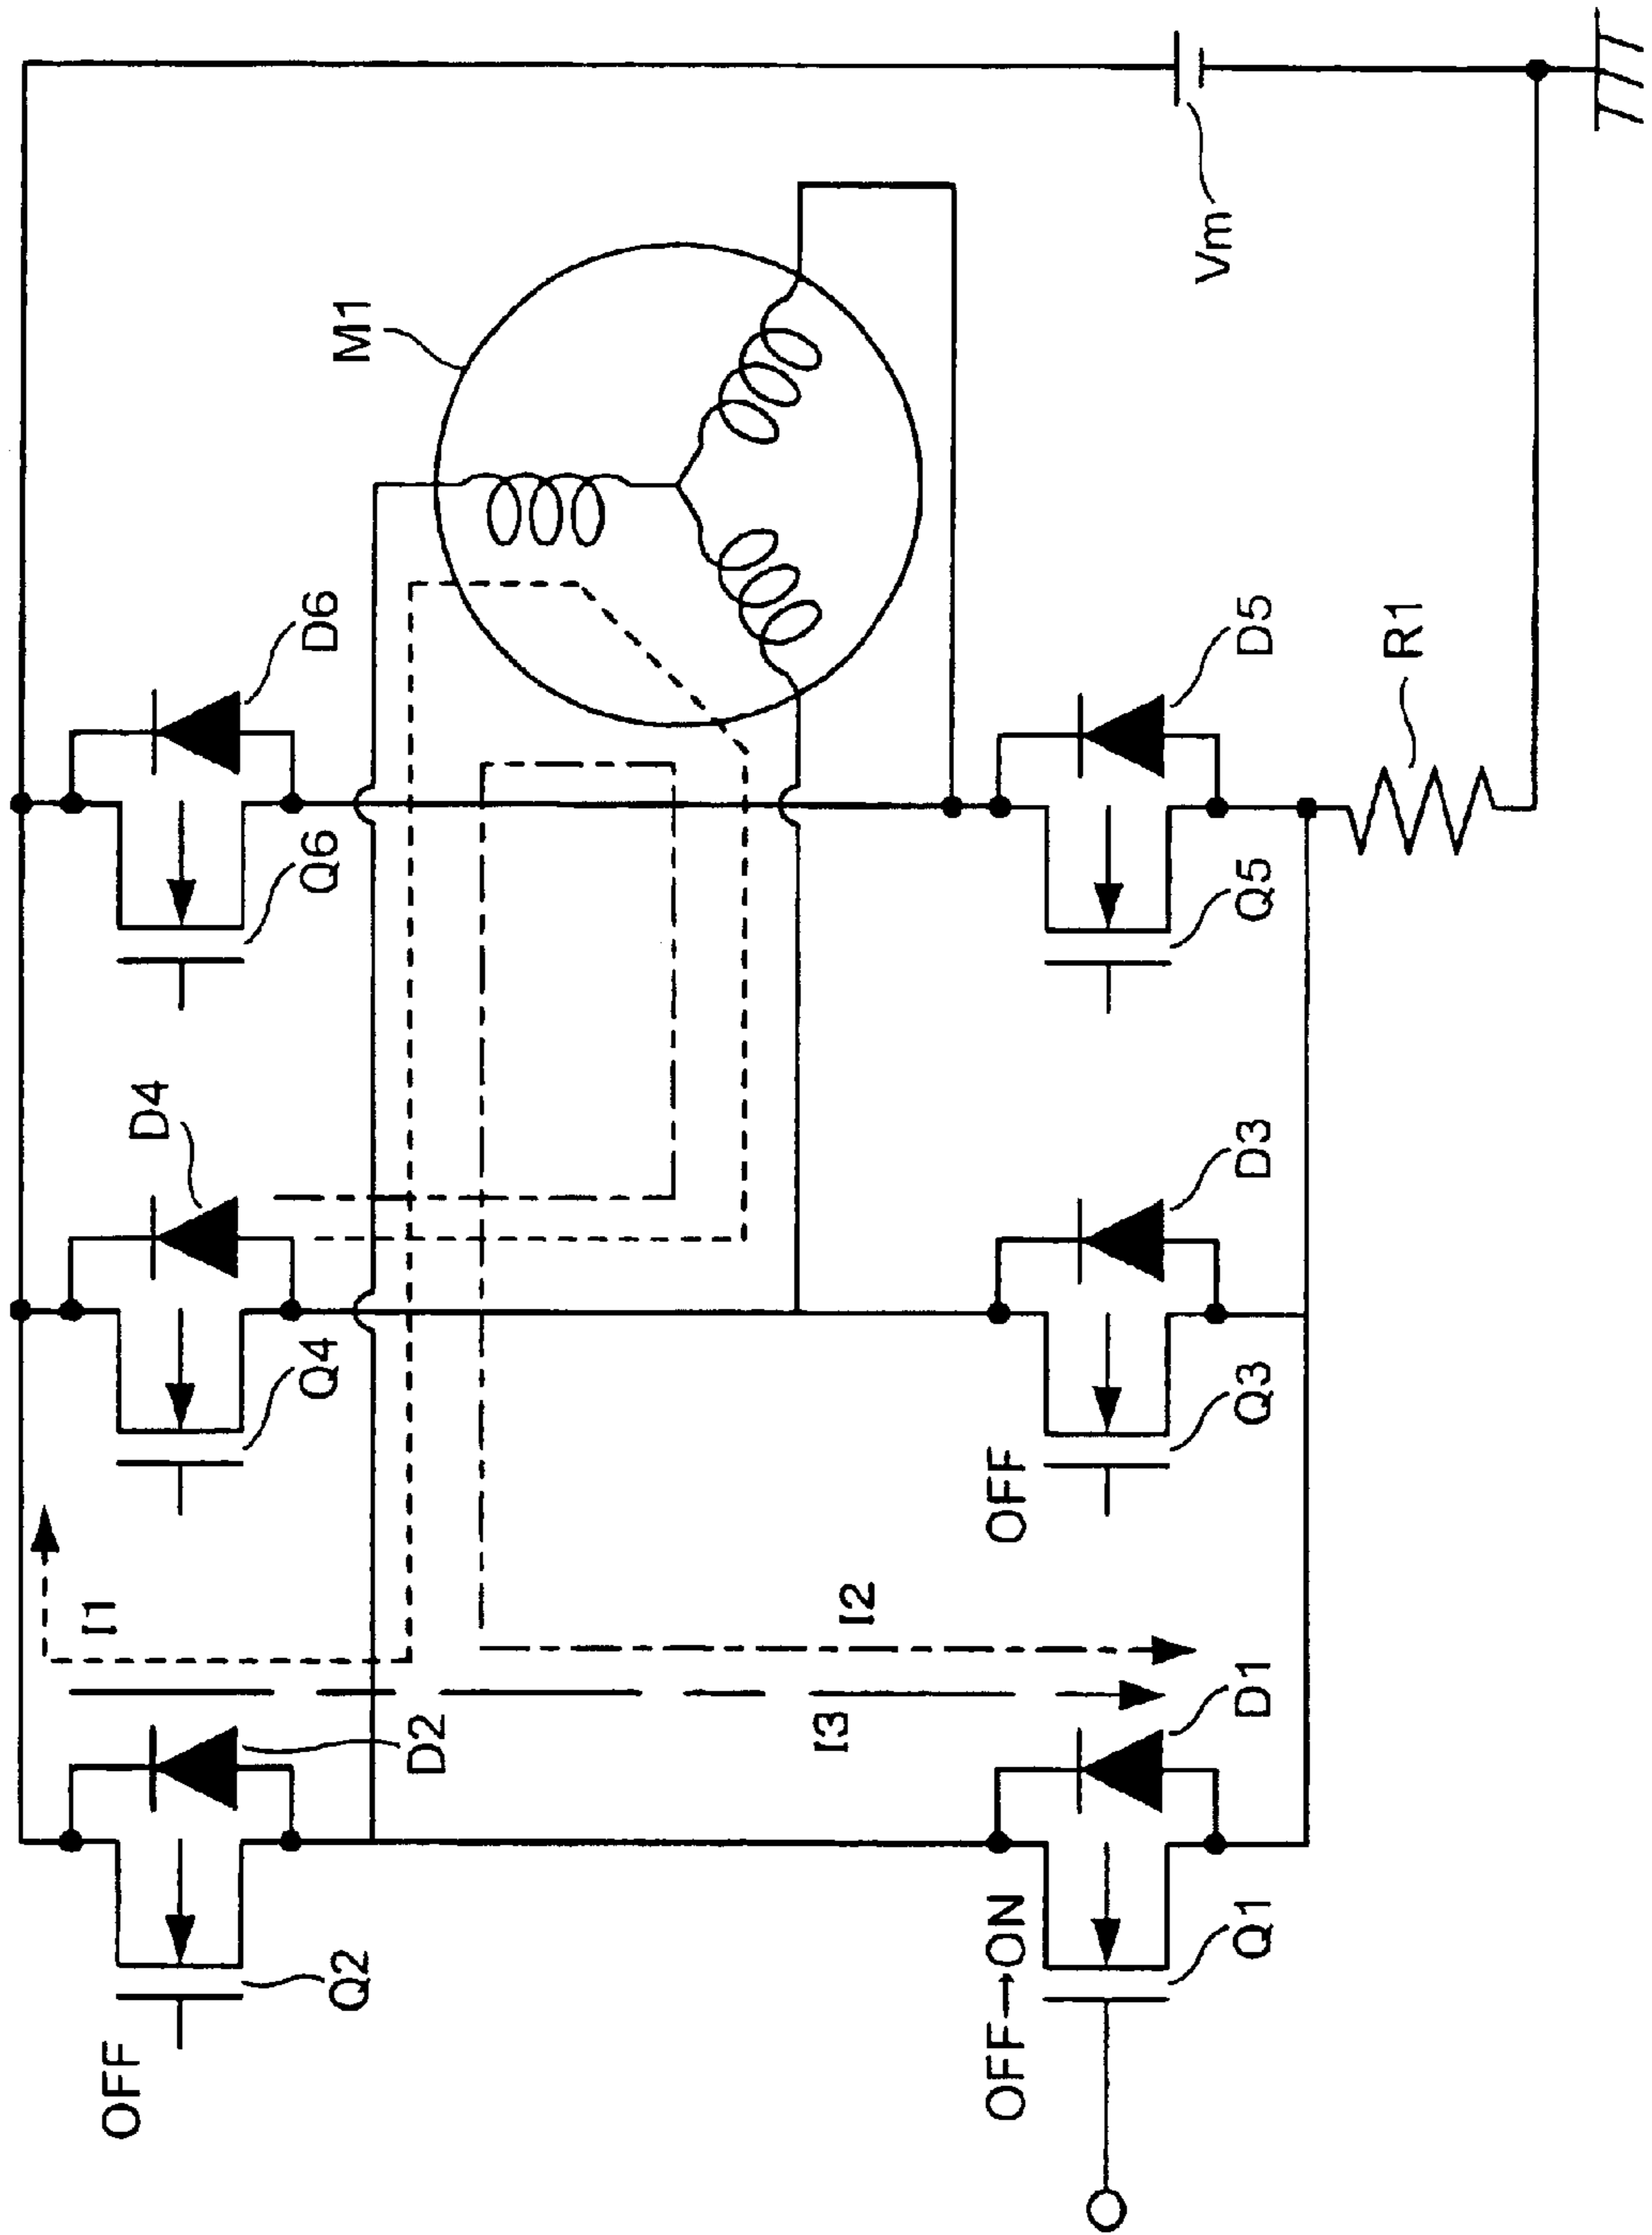 OFF
Q2
D2
I1
Q4
D4
Q6
D6
M1
I3
I2
OFF→ON
Q1
D1
OFF
Q3
D3
Q5
D5
R1
Vm